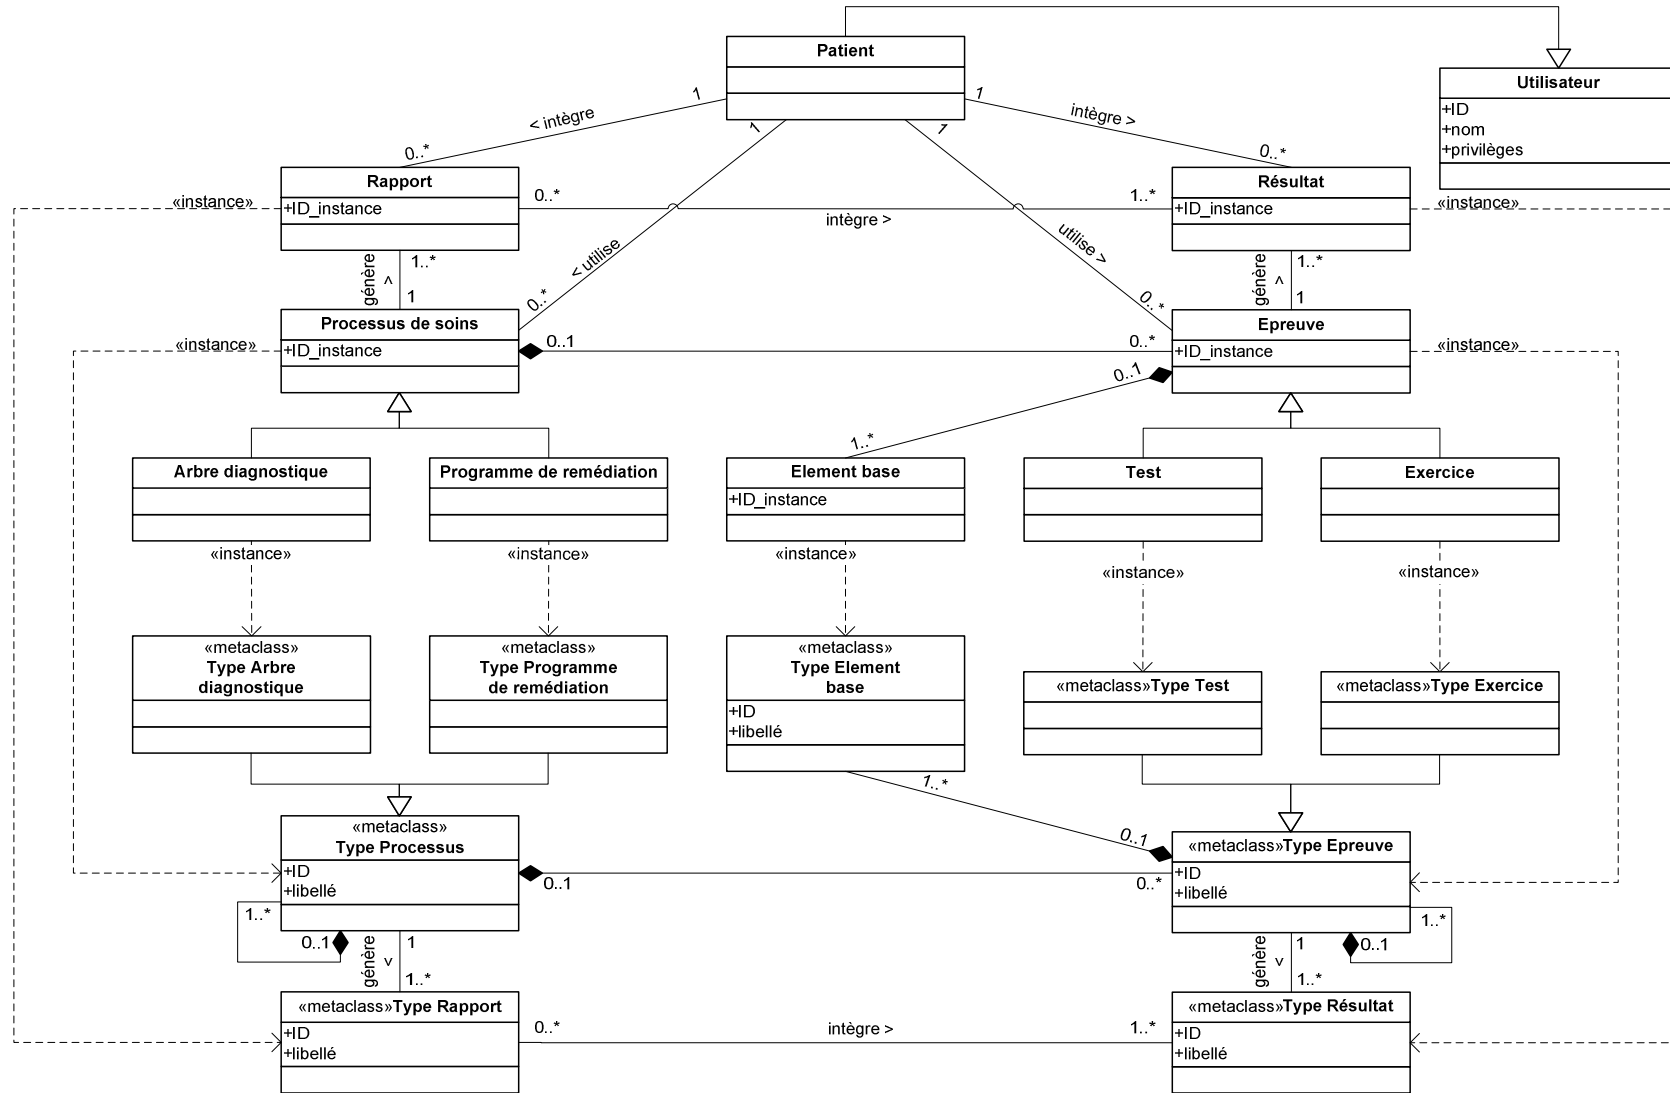 Patient
Utilisateur
+ID
+nom
+privilèges
1
< intègre
0..*
1
intègre >
0..*
1
< utilise
0..*
1
utilise >
0..*
Rapport
+ID_instance
«instance»
0..*
intègre >
1..*
Résultat
+ID_instance
«instance»
génère
<
1..*
1
génère
<
1..*
1
Processus de soins
+ID_instance
«instance»
0..1
0..*
Epreuve
+ID_instance
«instance»
0..1
1..*
Arbre diagnostique
Programme de remédiation
Element base
+ID_instance
Test
Exercice
«instance»
«instance»
«instance»
«instance»
«instance»
«metaclass»
Type Arbre
diagnostique
«metaclass»
Type Programme
de remédiation
«metaclass»
Type Element
base
+ID
+libellé
«metaclass»Type Test
«metaclass»Type Exercice
1..*
0..1
«metaclass»
Type Processus
+ID
+libellé
0..1
0..*
«metaclass»Type Epreuve
+ID
+libellé
1..*
0..1
1..*
0..1
génère
<
1
1..*
génère
<
1
1..*
«metaclass»Type Rapport
+ID
+libellé
0..*
intègre >
1..*
«metaclass»Type Résultat
+ID
+libellé